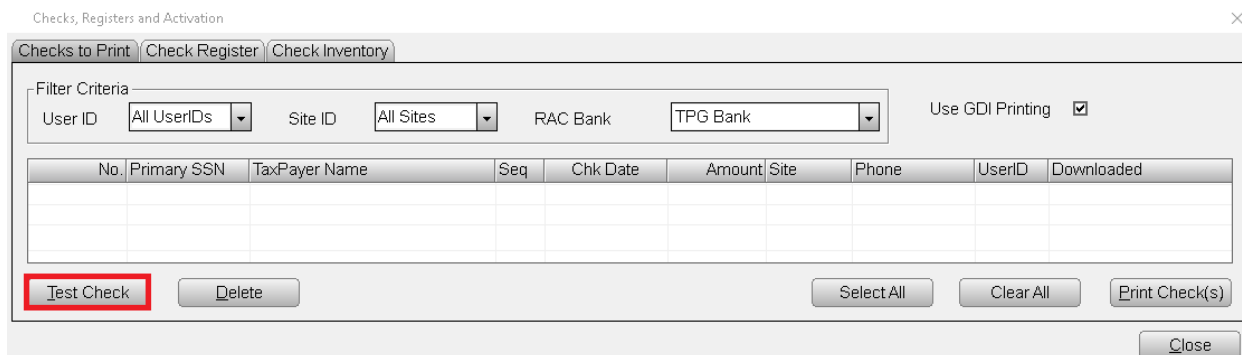 Checks, Registers and Activation
Checks to Print Check Register Check Inventory
Filter Criteria
User ID All UserIDs Site ID All Sites RAC Bank TPG Bank Use GDI Printing
No. Primary SSN TaxPayer Name Seq Chk Date Amount Site Phone UserID Downloaded
Test Check Delete Select All Clear All Print Check(s)
Close